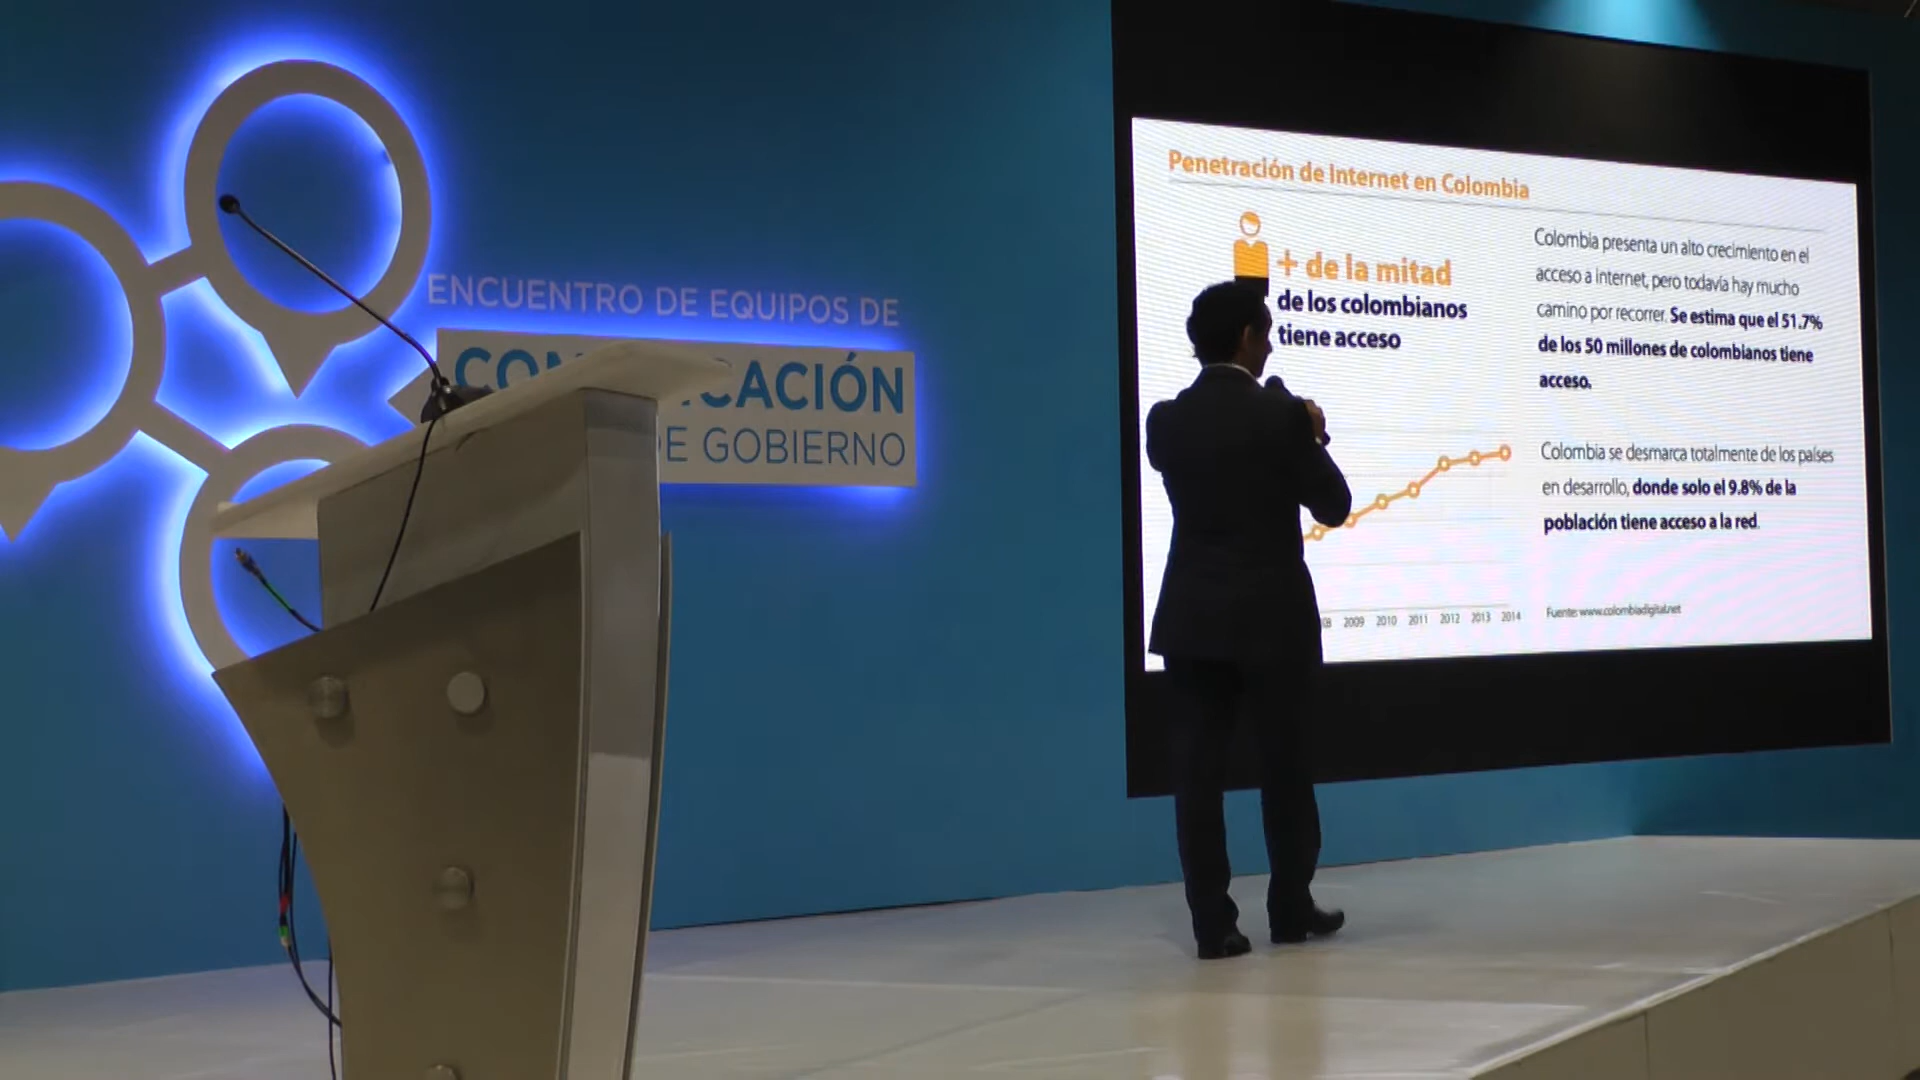 ENCUENTRO DE EQUIPOS DE
DE GOBIERNO
Penetración de Internet en Colombia
+ de la mitad
de los colombianos
tiene acceso
Colombia presenta un alto crecimiento en el
acceso a internet, pero todavía hay mucho
camino por recorrer. Se estima que el 51.7%
de los 50 millones de colombianos tiene
acceso.
Colombia se desmarca totalmente de los países
en desarrollo, donde solo el 9.8% de la
población tiene acceso a la red.
2009 2010 2011 2012 2013 2014
Fuente: www.colombiadigital.net